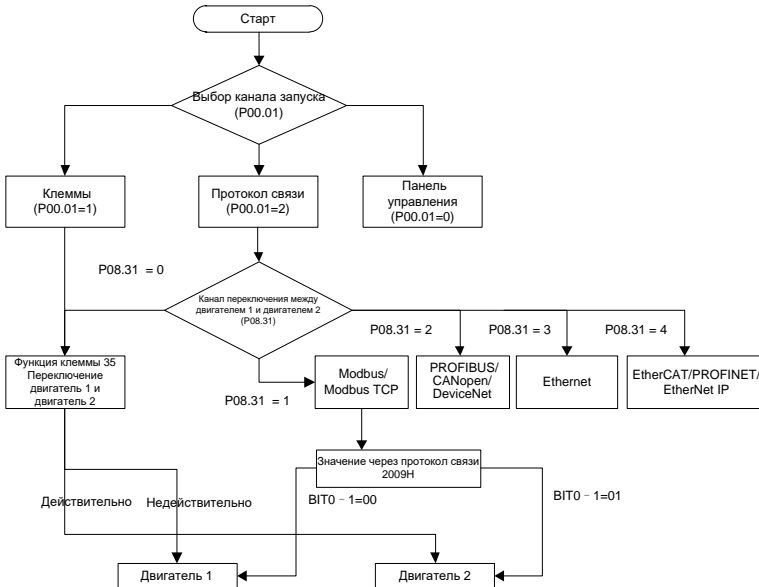 Старт
Выбор канала запуска
(P00.01)
Клеммы
(P00.01=1)
Протокол связи
(P00.01=2)
Панель
управления
(P00.01=0)
P08.31 = 0
Канал переключения между
двигателем 1 и двигателем 2
(P08.31)
P08.31 = 2
P08.31 = 3
P08.31 = 4
Функция клеммы 35
Переключение
двигатель 1 и
двигатель 2
P08.31 = 1
Modbus/
Modbus TCP
PROFIBUS/
CANopen/
DeviceNet
Ethernet
EtherCAT/PROFINET/
EtherNet IP
Значение через протокол связи
2009H
Действительно
Недействительно
BIT0﹣1=00
BIT0﹣1=01
Двигатель 1
Двигатель 2